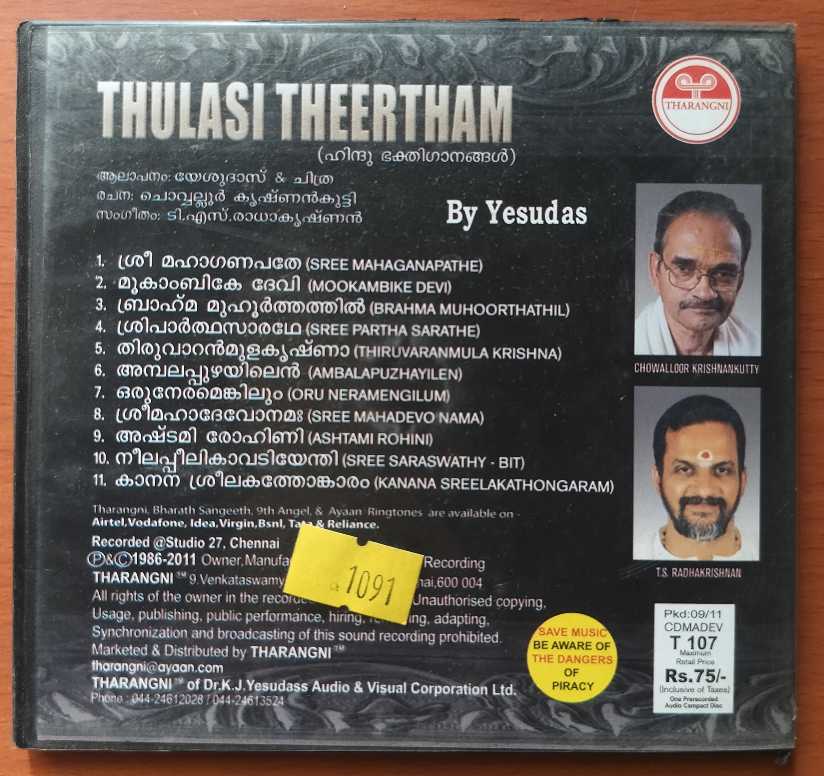 THULASI THEERTHAM
THARANGNI
(ഹിന്ദു ഭക്തിഗാനങ്ങൾ)
ആലാപനം: യേശുദാസ് & ചിത്ര
രചന: ചൊവ്വല്ലൂർ കൃഷ്ണൻകുട്ടി
സംഗീതം: ടി.എസ്.രാധാകൃഷ്ണൻ
By Yesudas
1. ശ്രീ മഹാഗണപതേ (SREE MAHAGANAPATHE)
2. മൂകാംബികേ ദേവി (MOOKAMBIKE DEVI)
3. ബ്രാഹ്മ മുഹൂർത്തത്തിൽ (BRAHMA MUHOORTHATHIL)
4. ശ്രീപാർത്ഥസാരഥേ (SREE PARTHA SARATHE)
5. തിരുവാറൻമുളകൃഷ്ണാ (THIRUVARANMULA KRISHNA)
6. അമ്പലപ്പുഴയിലെൻ (AMBALAPUZHAYILEN)
7. ഒരുനേരമെങ്കിലും (ORU NERAMENGILUM)
8. ശ്രീമഹാദേവോനമഃ (SREE MAHADEVO NAMA)
9. അഷ്ടമി രോഹിണി (ASHTAMI ROHINI)
10. നീലപ്പീലികാവടിയേന്തി (SREE SARASWATHY - BIT)
11. കാനന ശ്രീലകത്തോങ്കാരം (KANANA SREELAKATHONGARAM)
CHOWALLOOR KRISHNANKUTTY
T.S. RADHAKRISHNAN
Tharangni, Bharath Sangeeth, 9th Angel, & Ayaan Ringtones are available on -
Airtel,Vodafone, Idea,Virgin,Bsnl, Tata & Reliance.
Recorded @Studio 27, Chennai
Ⓟ&Ⓒ1986-2011 Owner,Manufa Recording
THARANGNI ™ 9.Venkataswamy nai,600 004
All rights of the owner in the record Unauthorised copying,
Usage, publishing, public performance, hiring, adapting,
Synchronization and broadcasting of this sound recording prohibited.
Marketed & Distributed by THARANGNI ™
tharangni@ayaan.com
THARANGNI ™ of Dr.K.J.Yesudass Audio & Visual Corporation Ltd.
Phone : 044-24612028 / 044-24613524
1091
SAVE MUSIC
BE AWARE OF
THE DANGERS
OF
PIRACY
Pkd:09/11
CDMADEV
T 107
Maximum
Retail Price
Rs.75/-
(Inclusive of Taxes)
One Prerecorded
Audio Compact Disc